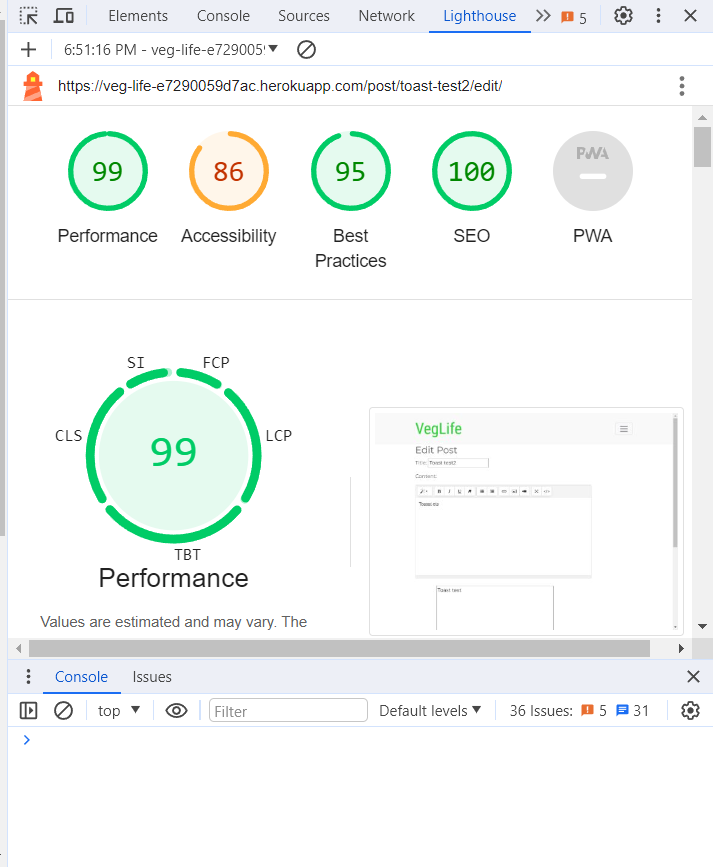 Elements Console Sources Network Lighthouse 5
6:51:16 PM - veg-life-e729005
https://veg-life-e7290059d7ac.herokuapp.com/post/toast-test2/edit/
99 86 95 100 PWA
Performance Accessibility Best Practices SEO PWA
SI FCP
CLS LCP
99
TBT
Performance
Values are estimated and may vary. The
VegLife
Edit Post
Title: Toast test2
Content:
Toast test
Console Issues
top Filter Default levels 36 Issues: 5 31